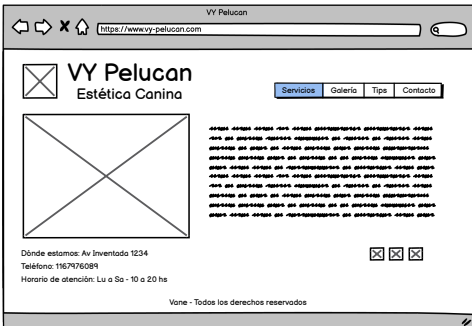 VY Pelucan
https://www.vy-pelucan.com
VY Pelucan
Estética Canina
Servicios Galería Tips Contacto
Dónde estamos: Av Inventada 1234
Teléfono: 1167976089
Horario de atención: Lu a Sa - 10 a 20 hs
Vane - Todos los derechos reservados